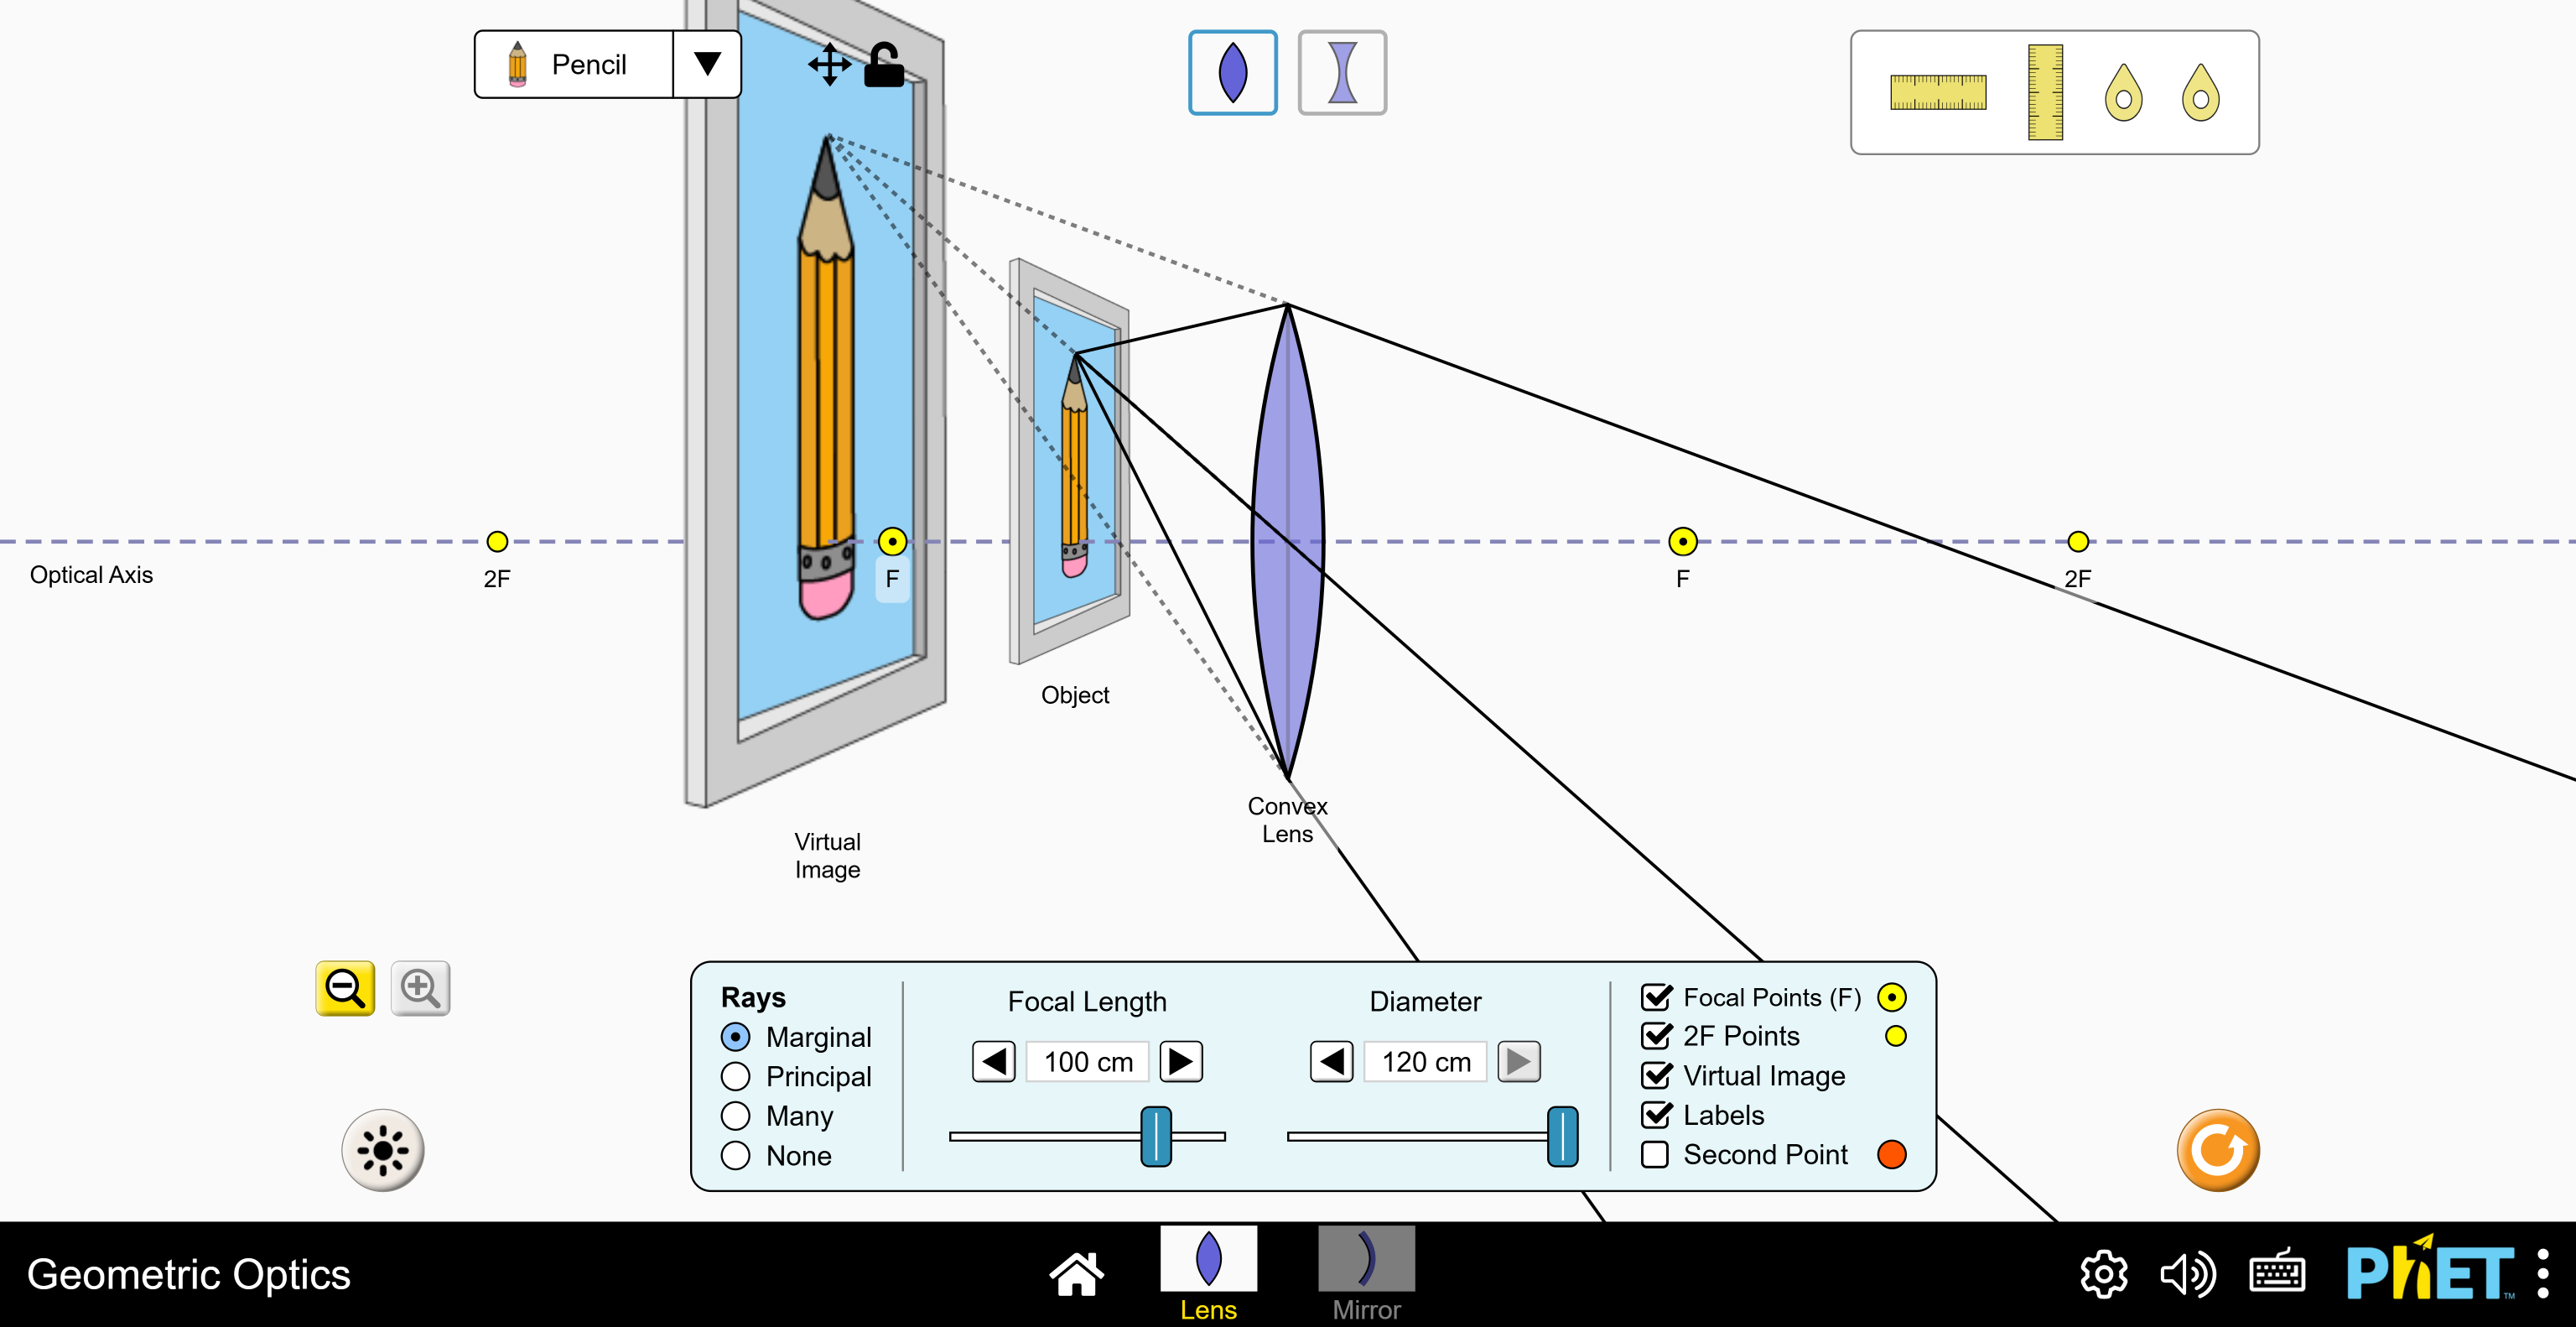 Pencil
Optical Axis
2F
F
F
2F
Object
Virtual
Image
Convex
Lens
Rays
Marginal
Principal
Many
None
Focal Length
100 cm
Diameter
120 cm
Focal Points (F)
2F Points
Virtual Image
Labels
Second Point
Geometric Optics
Lens
Mirror
PhET™